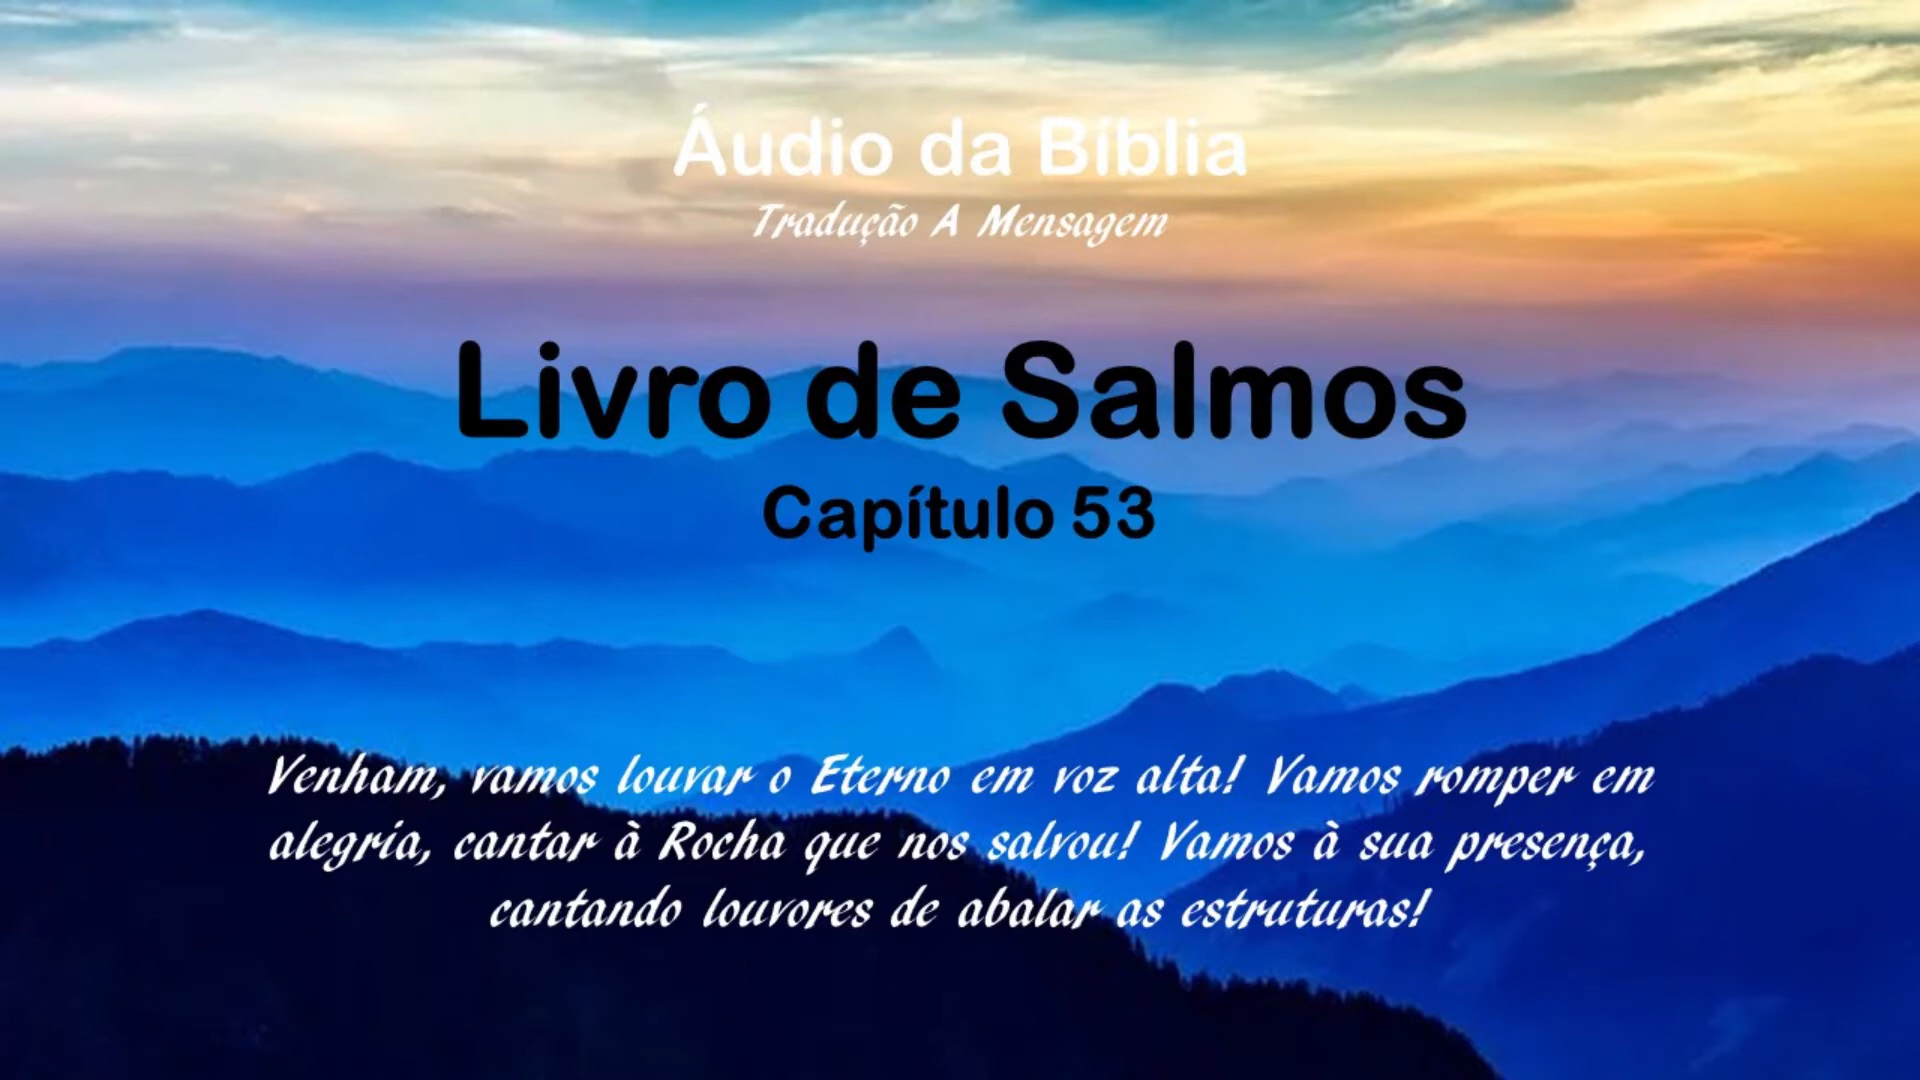 Áudio da Bíblia
Tradução A Mensagem
Livro de Salmos
Capítulo 53
Venham, vamos louvar o Eterno em voz alta! Vamos romper em
alegria, cantar à Rocha que nos salvou! Vamos à sua presença,
cantando louvores de abalar as estruturas!